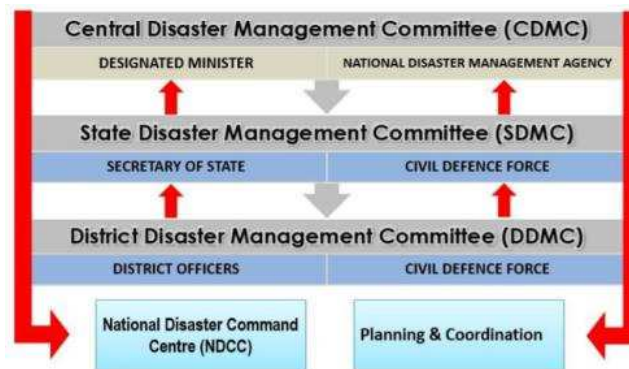 Central Disaster Management Committee (CDMC)
DESIGNATED MINISTER
NATIONAL DISASTER MANAGEMENT AGENCY
State Disaster Management Committee (SDMC)
SECRETARY OF STATE
CIVIL DEFENCE FORCE
District Disaster Management Committee (DDMC)
DISTRICT OFFICERS
CIVIL DEFENCE FORCE
National Disaster Command
Centre (NDCC)
Planning & Coordination